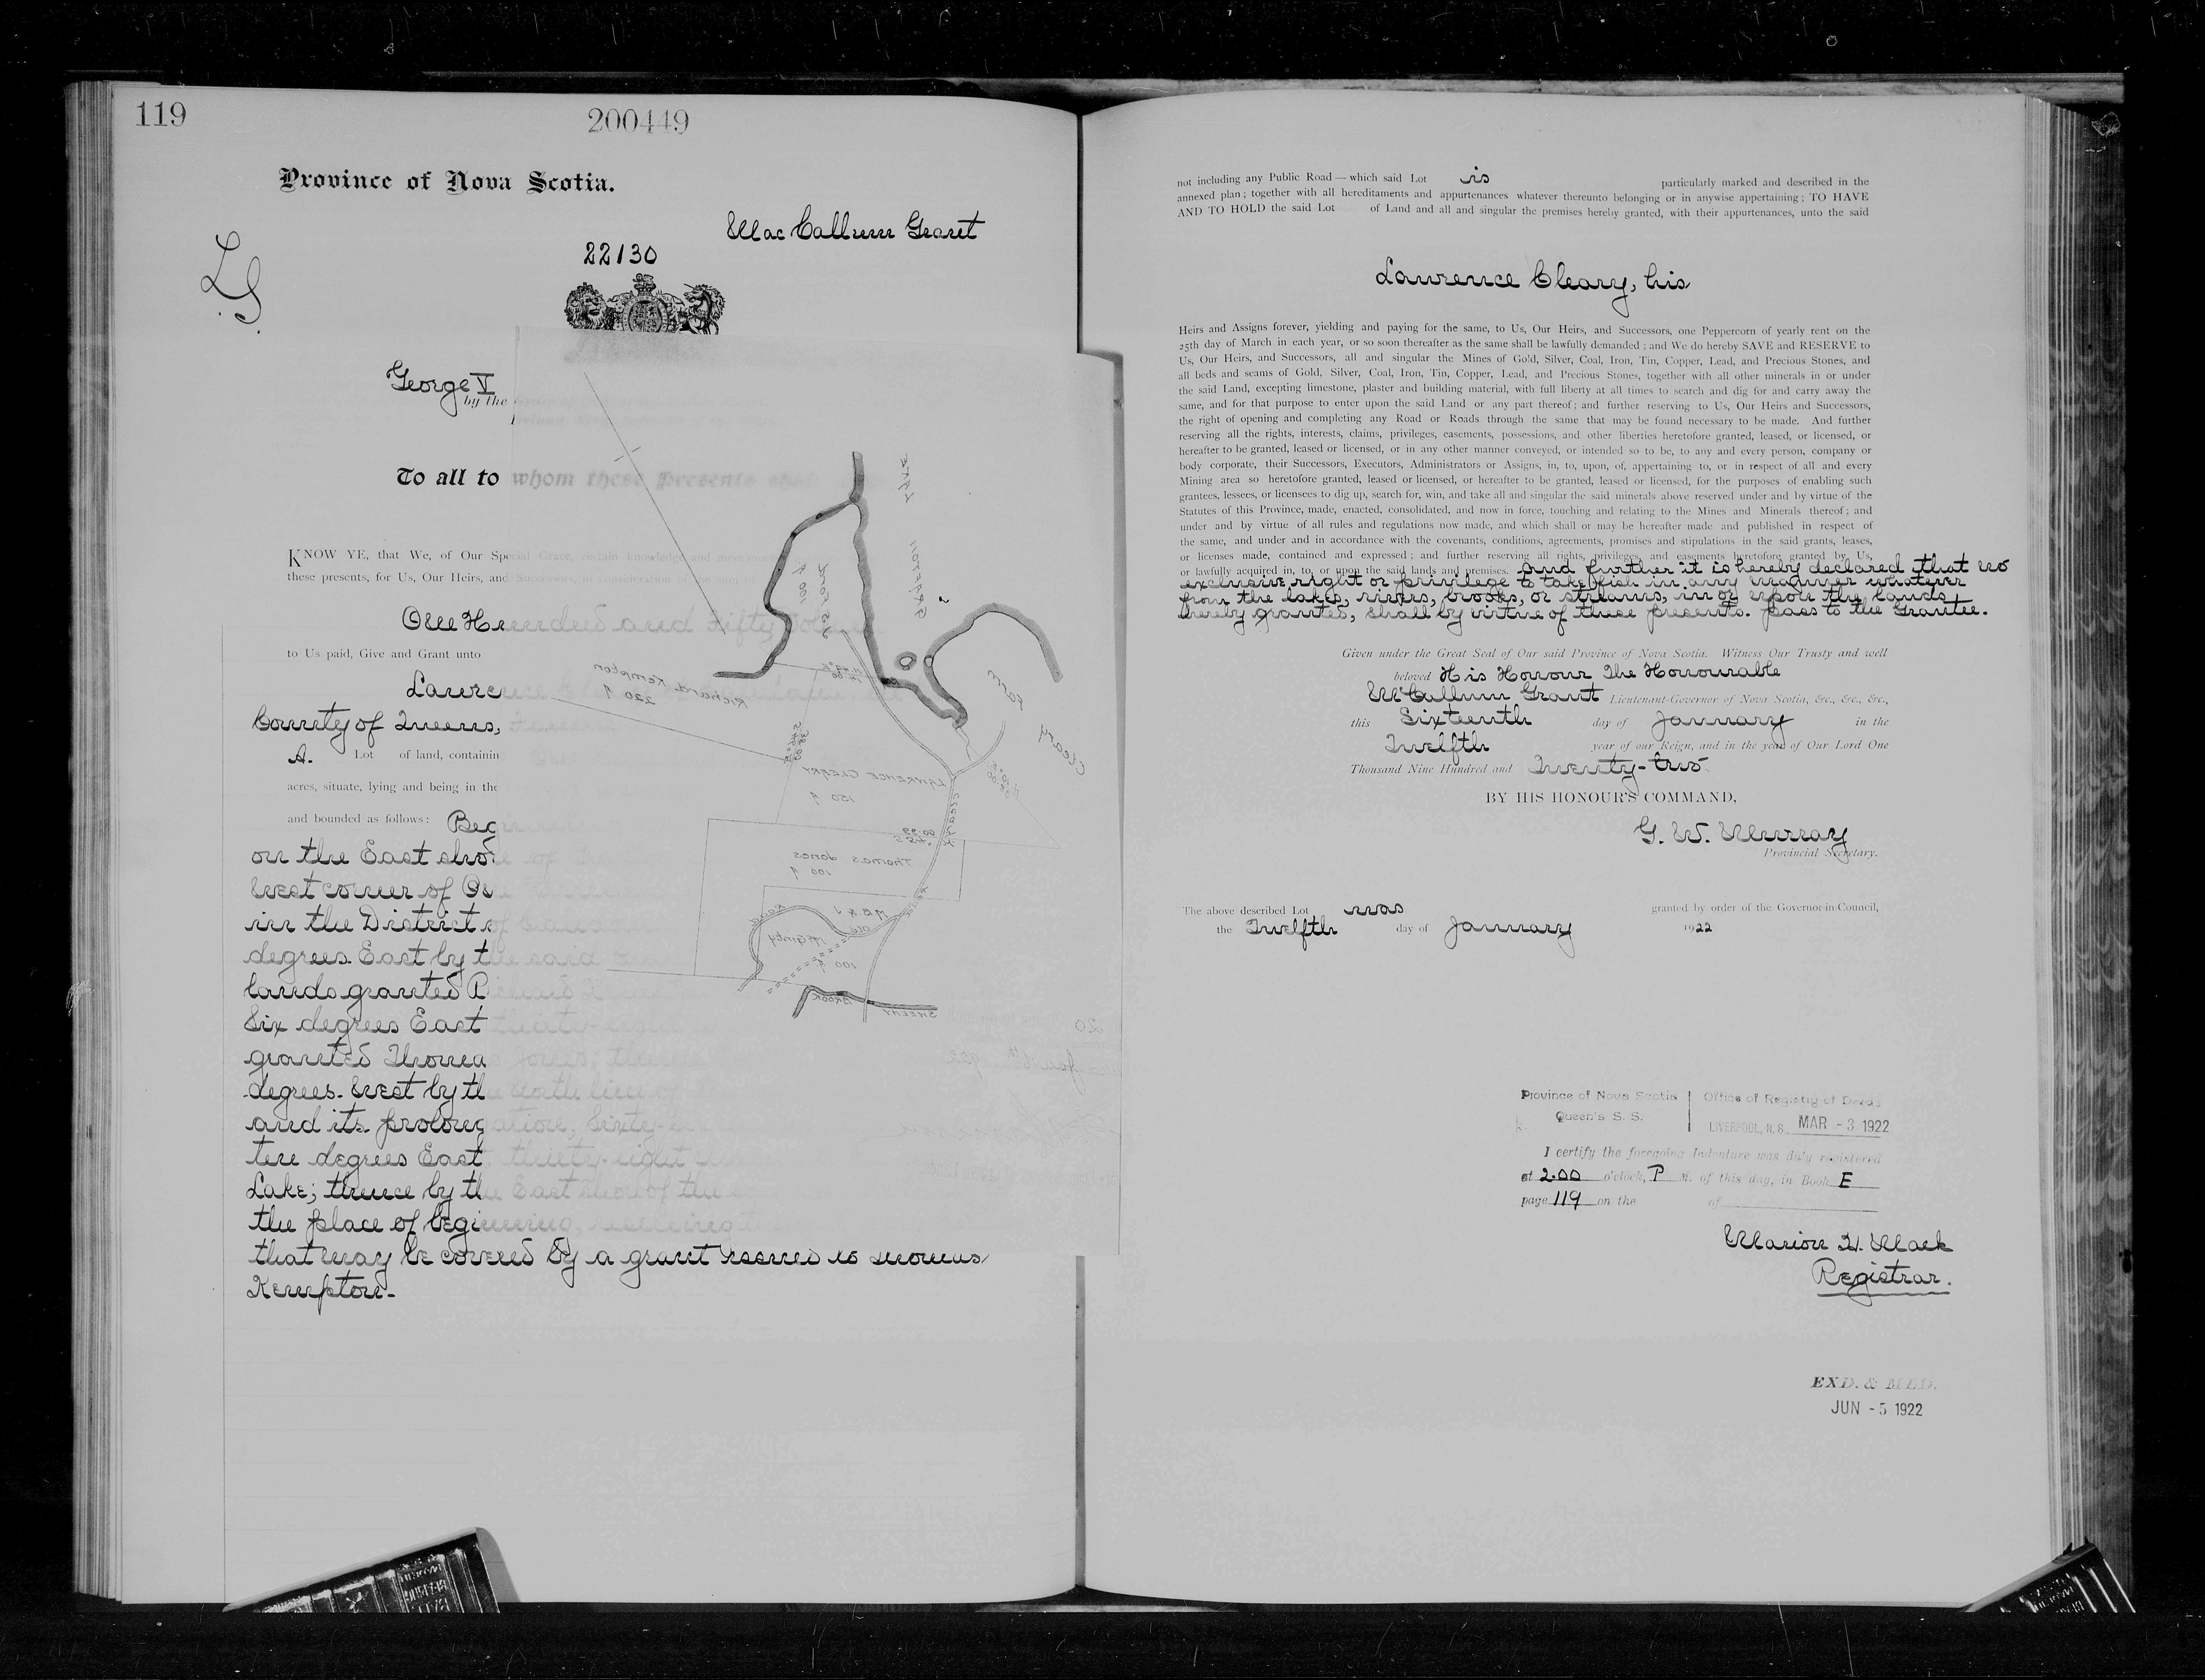 119
200449
Province of Nova Scotia.
MacCallum Grant
22130
L.S.
George V
by the
To all to whom these Presents shall
KNOW YE, that We, of Our Special Grace, certain knowledge and mere
these presents, for Us, Our Heirs, and Successors, in consideration of the sum of
One Hundred and Fifty
to Us paid, Give and Grant unto
Lawrence
County of Queens, Farmer
A. Lot of land, containin
acres, situate, lying and being in the
and bounded as follows: Beginning
on the East shore of
West corner of One Hundred
in the District of
degrees East by the said
lands granted Richard Kempton
Six degrees East thirty-eight
granted Thomas Jones; thence
degrees West by the North line of
and its prolongation, Sixty-six
ten degrees East, thirty-eight
Lake; thence by the East shore of the
the place of beginning, reserving
that may be covered by a grant issued to Thomas
Kempton-
LAKE
100 A
Richard Kempton
220 A
CLEARY LAKE
LAWRENCE CLEARY
150 A
Thomas Jones
100 A
Old Road
McGinty
100 A
BROOK
SWEENY
not including any Public Road — which said Lot is particularly marked and described in the
annexed plan; together with all hereditaments and appurtenances whatever thereunto belonging or in anywise appertaining; TO HAVE
AND TO HOLD the said Lot of Land and all and singular the premises hereby granted, with their appurtenances, unto the said
Lawrence Cleary, his
Heirs and Assigns forever, yielding and paying for the same, to Us, Our Heirs, and Successors, one Peppercorn of yearly rent on the
25th day of March in each year, or so soon thereafter as the same shall be lawfully demanded; and We do hereby SAVE and RESERVE to
Us, Our Heirs, and Successors, all and singular the Mines of Gold, Silver, Coal, Iron, Tin, Copper, Lead, and Precious Stones, and
all beds and seams of Gold, Silver, Coal, Iron, Tin, Copper, Lead, and Precious Stones, together with all other minerals in or under
the said Land, excepting limestone, plaster and building material, with full liberty at all times to search and dig for and carry away the
same, and for that purpose to enter upon the said Land or any part thereof; and further reserving to Us, Our Heirs and Successors,
the right of opening and completing any Road or Roads through the same that may be found necessary to be made. And further
reserving all the rights, interests, claims, privileges, easements, possessions, and other liberties heretofore granted, leased, or licensed, or
hereafter to be granted, leased or licensed, or in any other manner conveyed, or intended so to be, to any and every person, company or
body corporate, their Successors, Executors, Administrators or Assigns, in, to, upon, of, appertaining to, or in respect of all and every
Mining area so heretofore granted, leased or licensed, or hereafter to be granted, leased or licensed, for the purposes of enabling such
grantees, lessees, or licensees to dig up, search for, win, and take all and singular the said minerals above reserved under and by virtue of the
Statutes of this Province, made, enacted, consolidated, and now in force, touching and relating to the Mines and Minerals thereof; and
under and by virtue of all rules and regulations now made, and which shall or may be hereafter made and published in respect of
the same, and under and in accordance with the covenants, conditions, agreements, promises and stipulations in the said grants, leases,
or licenses made, contained and expressed; and further reserving all rights, privileges, and easements heretofore granted by Us,
or lawfully acquired in, to, or upon the said lands and premises. And further it is hereby declared that no
exclusive right or privilege to take fish in any manner whatever
from the lakes, rivers, brooks, or streams, in or upon the lands
hereby granted, shall by virtue of these presents pass to the Grantee.
Given under the Great Seal of Our said Province of Nova Scotia. Witness Our Trusty and well
beloved His Honour The Honourable
McCallum Grant Lieutenant-Governor of Nova Scotia, &c., &c., &c.,
this Sixteenth day of January in the
Twelfth year of our Reign, and in the year of Our Lord One
Thousand Nine Hundred and Twenty-two
BY HIS HONOUR'S COMMAND,
G. W. Murray
Provincial Secretary.
The above described Lot was granted by order of the Governor-in-Council,
the Twelfth day of January 1922
Province of Nova Scotia | Office of Registry of Deeds
Queen's S. S. | LIVERPOOL, N. S. MAR - 3 1922
I certify the foregoing Indenture was duly registered
at 2.00 o'clock, P M. of this day, in Book E
page 119 on the of
Marion H. Mack
Registrar.
EXD. & MED.
JUN - 5 1922